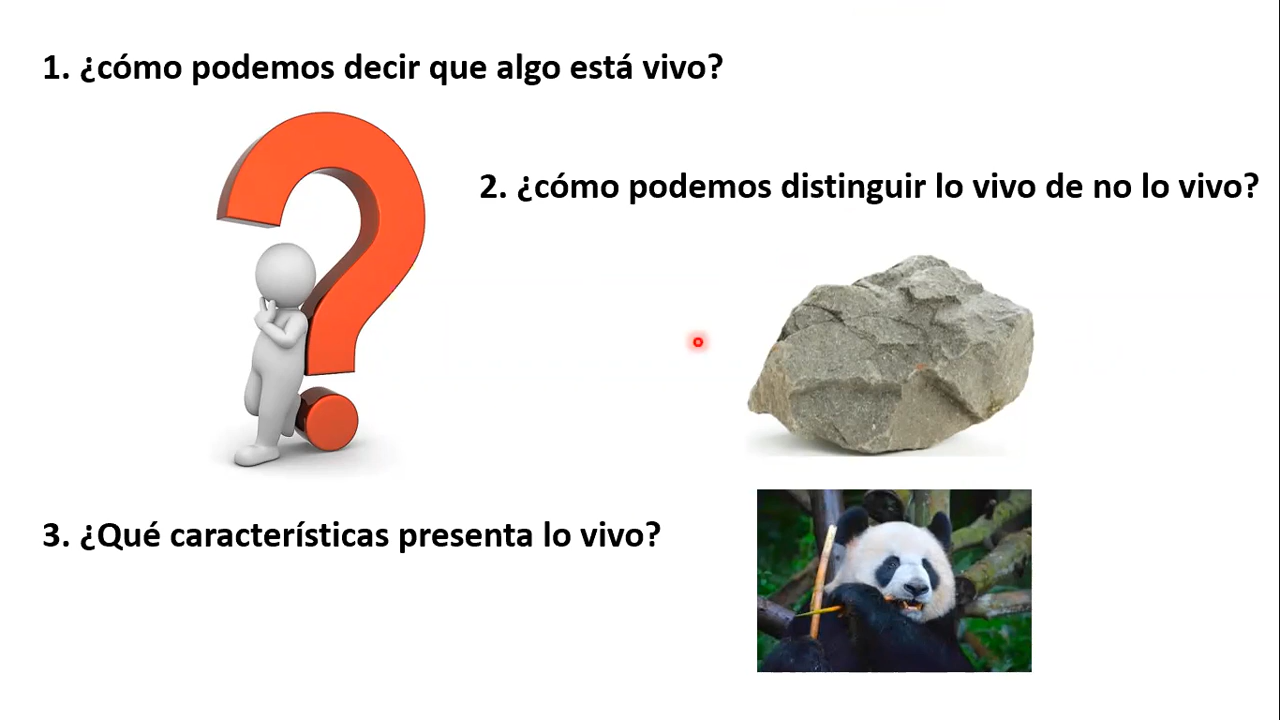 1. ¿cómo podemos decir que algo está vivo?
2. ¿cómo podemos distinguir lo vivo de no lo vivo?
3. ¿Qué características presenta lo vivo?